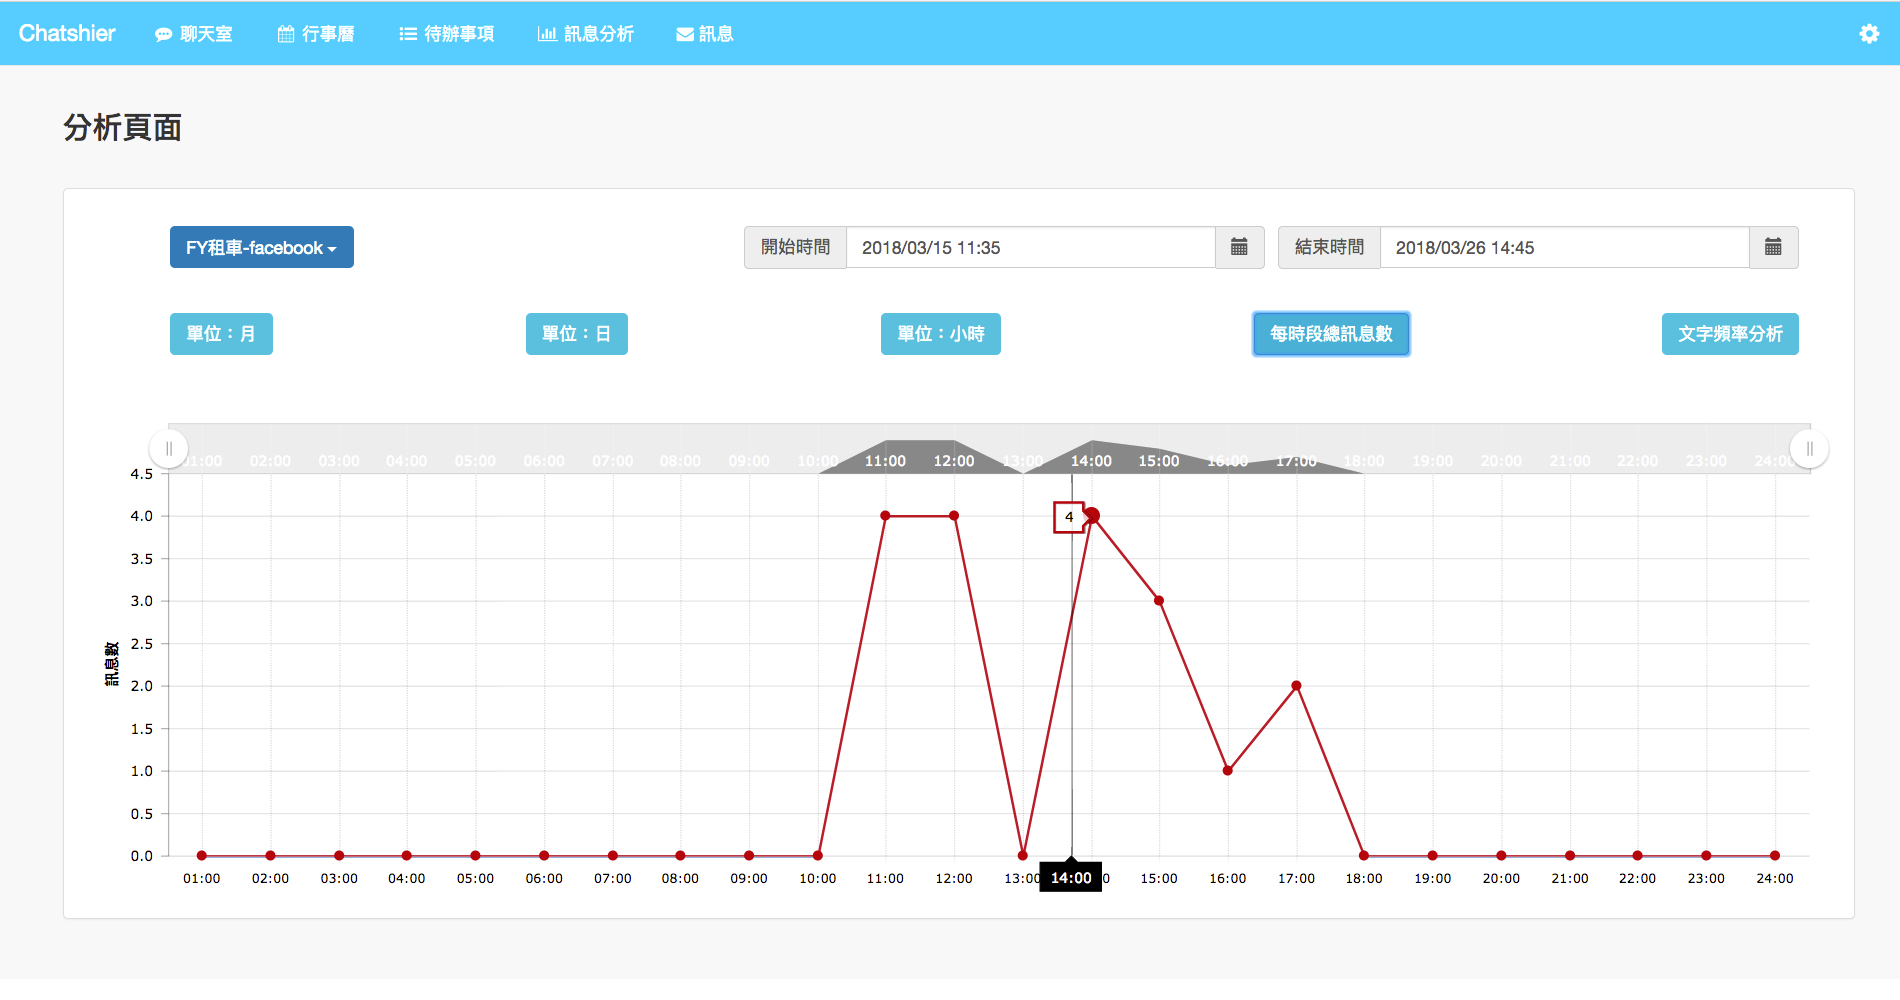 Chatshier 聊天室 行事曆 待辦事項 訊息分析 訊息
分析頁面
FY租車-facebook 開始時間 2018/03/15 11:35 結束時間 2018/03/26 14:45
單位：月 單位：日 單位：小時 每時段總訊息數 文字頻率分析
01:00 02:00 03:00 04:00 05:00 06:00 07:00 08:00 09:00 10:00 11:00 12:00 13:00 14:00 15:00 16:00 17:00 18:00 19:00 20:00 21:00 22:00 23:00 24:00
4.5
4.0
4
3.5
3.0
2.5
訊息數
2.0
1.5
1.0
0.5
0.0
01:00 02:00 03:00 04:00 05:00 06:00 07:00 08:00 09:00 10:00 11:00 12:00 13:00 14:00 15:00 16:00 17:00 18:00 19:00 20:00 21:00 22:00 23:00 24:00